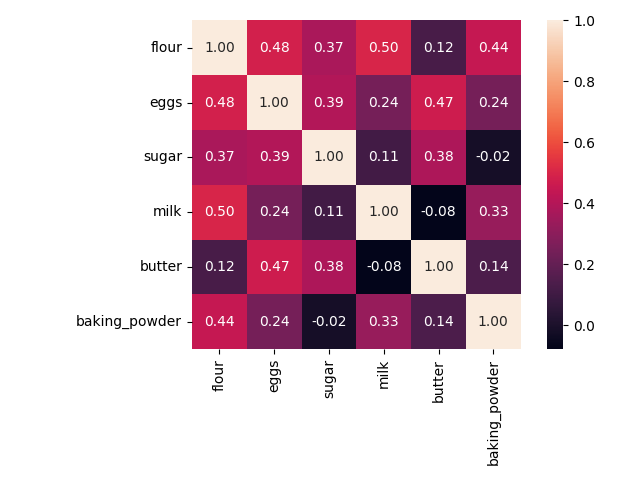 flour 1.00 0.48 0.37 0.50 0.12 0.44
eggs 0.48 1.00 0.39 0.24 0.47 0.24
sugar 0.37 0.39 1.00 0.11 0.38 -0.02
milk 0.50 0.24 0.11 1.00 -0.08 0.33
butter 0.12 0.47 0.38 -0.08 1.00 0.14
baking_powder 0.44 0.24 -0.02 0.33 0.14 1.00
flour eggs sugar milk butter baking_powder
1.0
0.8
0.6
0.4
0.2
0.0